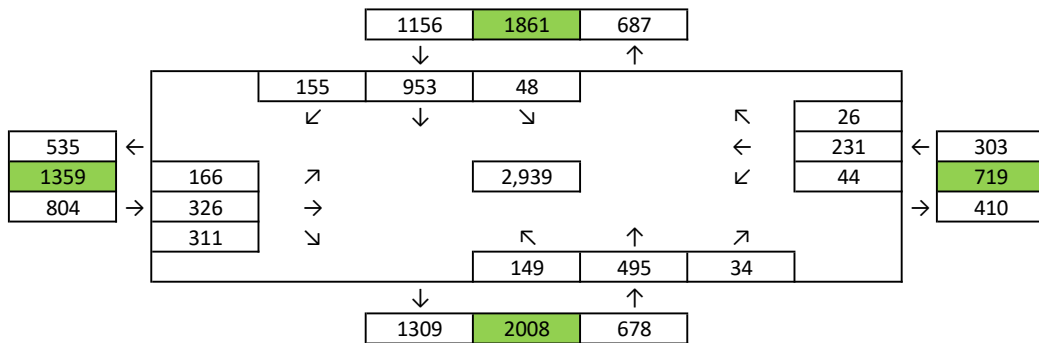 1156 1861 687
↓ ↑
155 953 48
↙ ↓ ↘ ↖ 26
535 ← ← 231 ← 303
1359 166 ↗ 2,939 ↙ 44 719
804 → 326 → → 410
311 ↘ ↖ ↑ ↗
149 495 34
↓ ↑
1309 2008 678